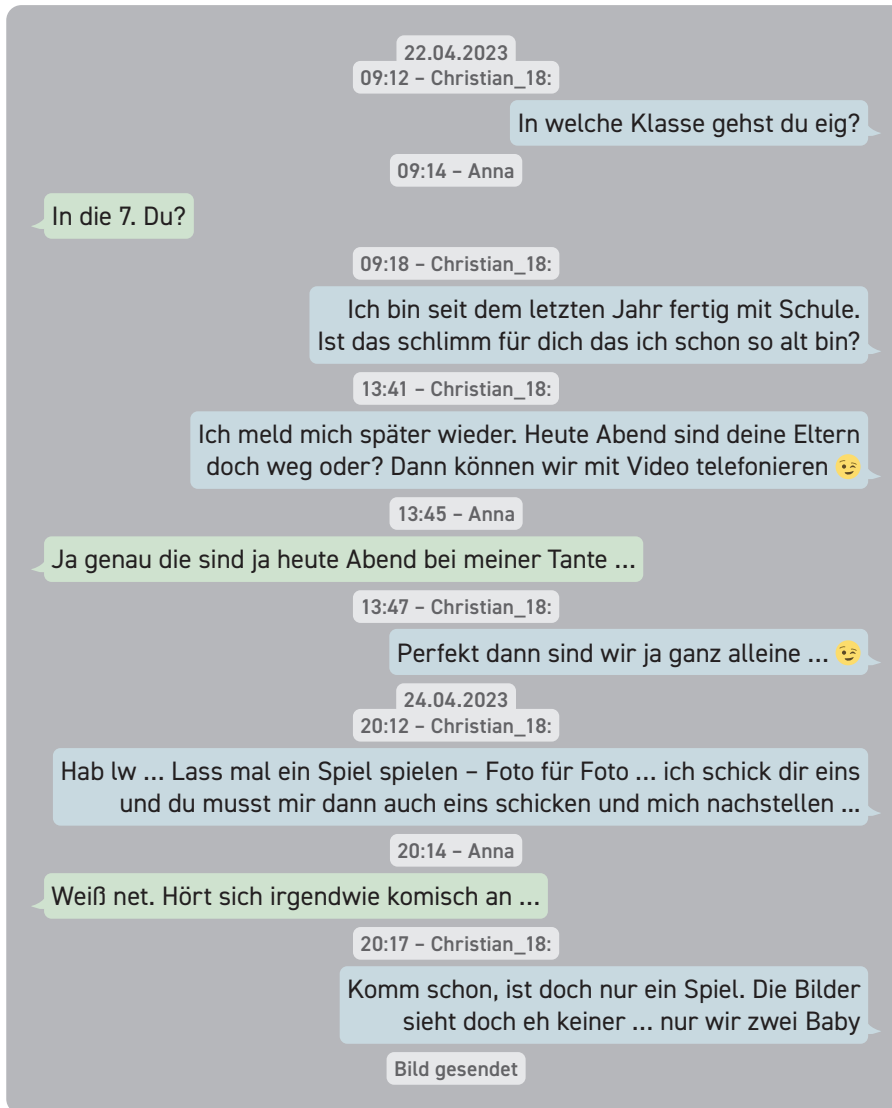 22.04.2023
09:12 – Christian_18:
In welche Klasse gehst du eig?
09:14 – Anna
In die 7. Du?
09:18 – Christian_18:
Ich bin seit dem letzten Jahr fertig mit Schule.
Ist das schlimm für dich das ich schon so alt bin?
13:41 – Christian_18:
Ich meld mich später wieder. Heute Abend sind deine Eltern
doch weg oder? Dann können wir mit Video telefonieren 😉
13:45 – Anna
Ja genau die sind ja heute Abend bei meiner Tante ...
13:47 – Christian_18:
Perfekt dann sind wir ja ganz alleine ... 😉
24.04.2023
20:12 – Christian_18:
Hab lw ... Lass mal ein Spiel spielen – Foto für Foto ... ich schick dir eins
und du musst mir dann auch eins schicken und mich nachstellen ...
20:14 – Anna
Weiß net. Hört sich irgendwie komisch an ...
20:17 – Christian_18:
Komm schon, ist doch nur ein Spiel. Die Bilder
sieht doch eh keiner ... nur wir zwei Baby
Bild gesendet